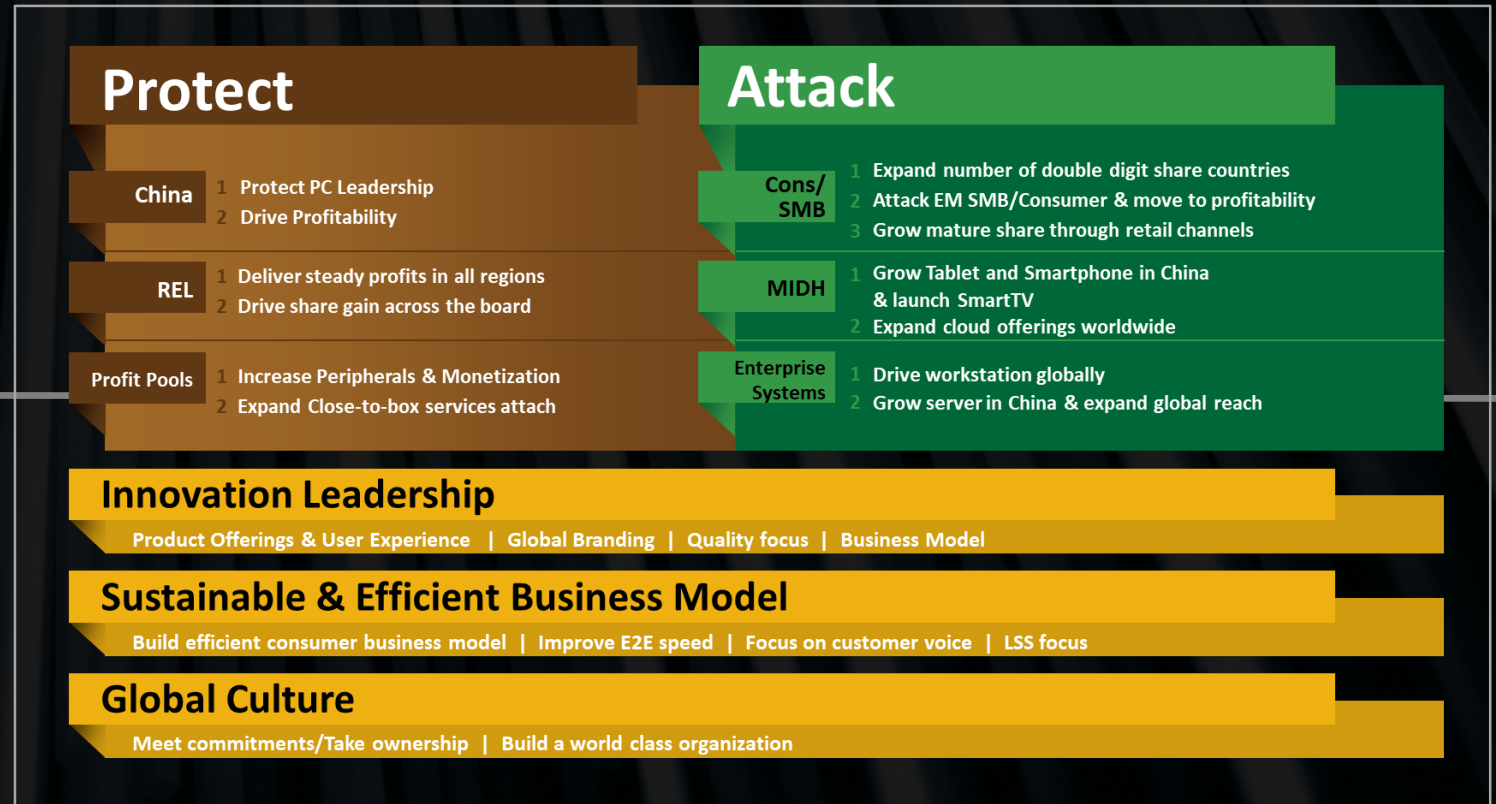 Protect
China
1 Protect PC Leadership
2 Drive Profitability
REL
1 Deliver steady profits in all regions
2 Drive share gain across the board
Profit Pools
1 Increase Peripherals & Monetization
2 Expand Close-to-box services attach
Attack
Cons/
SMB
1 Expand number of double digit share countries
2 Attack EM SMB/Consumer & move to profitability
3 Grow mature share through retail channels
MIDH
1 Grow Tablet and Smartphone in China
& launch SmartTV
2 Expand cloud offerings worldwide
Enterprise
Systems
1 Drive workstation globally
2 Grow server in China & expand global reach
Innovation Leadership
Product Offerings & User Experience | Global Branding | Quality focus | Business Model
Sustainable & Efficient Business Model
Build efficient consumer business model | Improve E2E speed | Focus on customer voice | LSS focus
Global Culture
Meet commitments/Take ownership | Build a world class organization